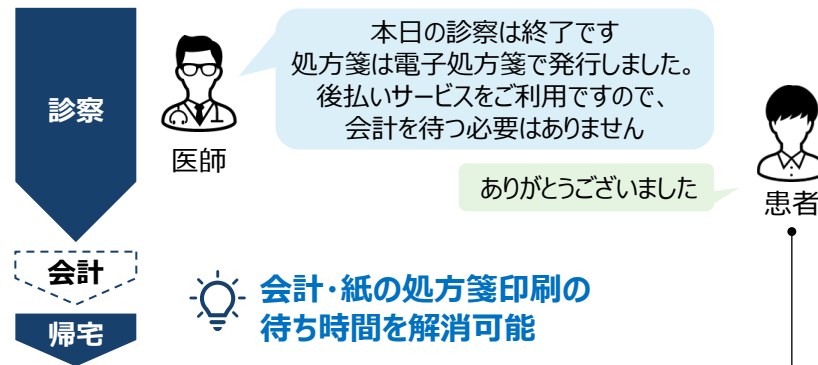 診察
本日の診察は終了です
処方箋は電子処方箋で発行しました。
後払いサービスをご利用ですので、
会計を待つ必要はありません
医師
ありがとうございました
患者
会計
会計・紙の処方箋印刷の
待ち時間を解消可能
帰宅